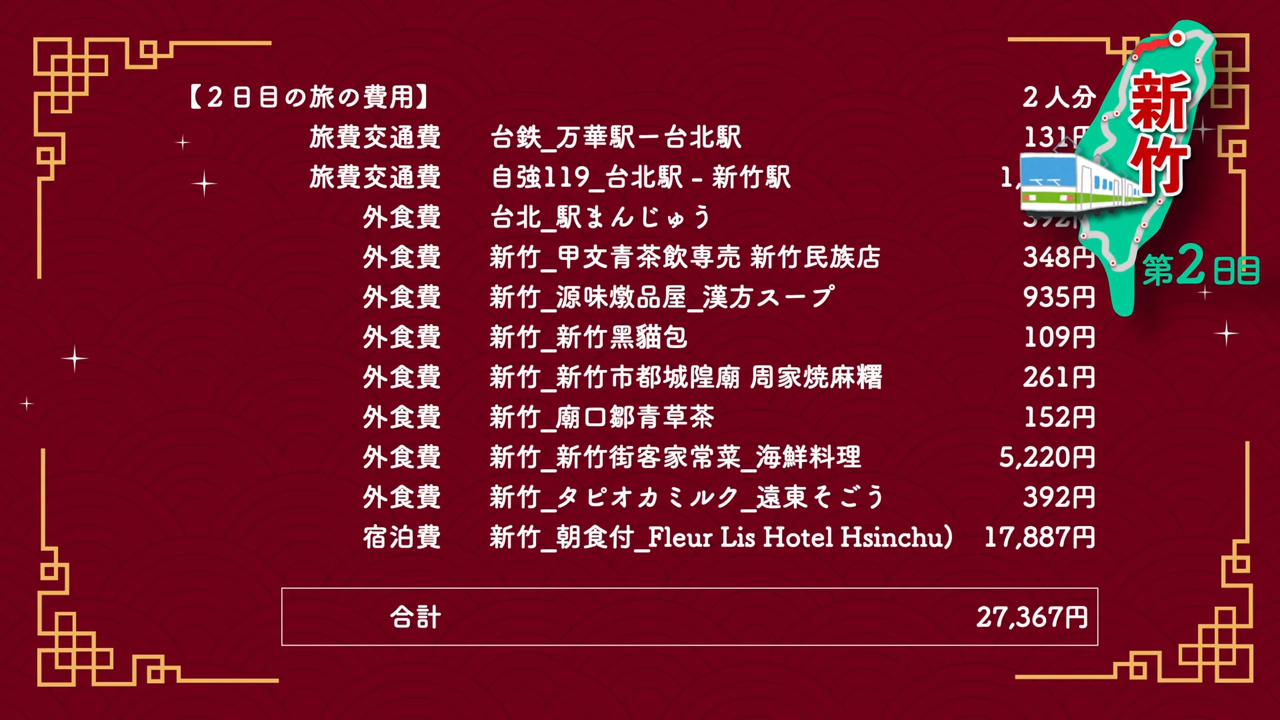 【２日目の旅の費用】 ２人分
旅費交通費 台鉄_万華駅ー台北駅 131円
旅費交通費 自強119_台北駅 – 新竹駅 1,
外食費 台北_駅まんじゅう 392円
外食費 新竹_甲文青茶飲専売 新竹民族店 348円
外食費 新竹_源味燉品屋_漢方スープ 935円
外食費 新竹_新竹黑貓包 109円
外食費 新竹_新竹市都城隍廟 周家焼麻糬 261円
外食費 新竹_廟口鄒青草茶 152円
外食費 新竹_新竹街客家常菜_海鮮料理 5,220円
外食費 新竹_タピオカミルク_遠東そごう 392円
宿泊費 新竹_朝食付_Fleur Lis Hotel Hsinchu) 17,887円
合計 27,367円
新竹
第2日目